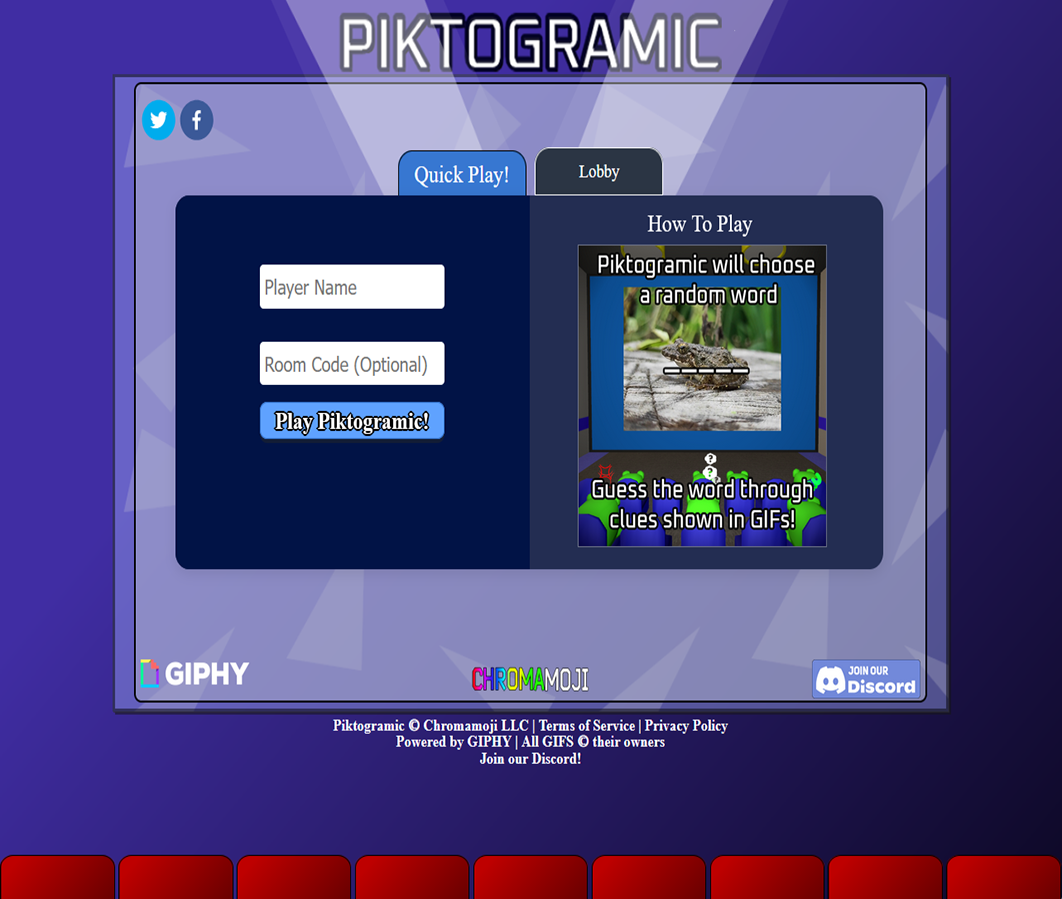 PIKTOGRAMIC
Quick Play!
Lobby
Player Name
Room Code (Optional)
Play Piktogramic!
How To Play
Piktogramic will choose
a random word
Guess the word through
clues shown in GIFs!
GIPHY
CHROMAMOJI
JOIN OUR
Discord
Piktogramic © Chromamoji LLC | Terms of Service | Privacy Policy
Powered by GIPHY | All GIFS © their owners
Join our Discord!